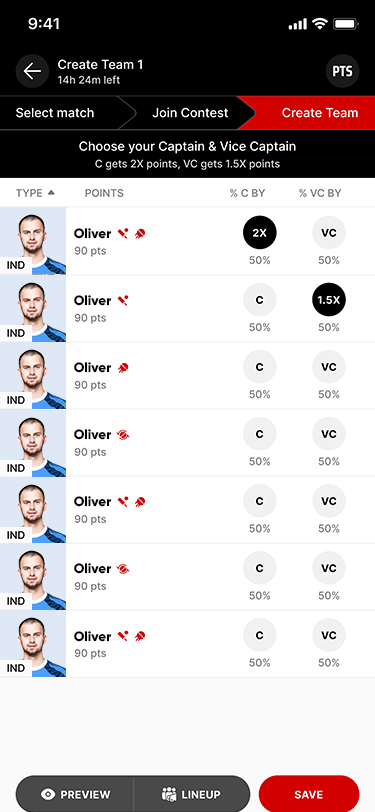 9:41
Create Team 1
14h 24m left
PTS
Select match
Join Contest
Create Team
Choose your Captain & Vice Captain
C gets 2X points, VC gets 1.5X points
TYPE POINTS % C BY % VC BY
Oliver 2X VC
90 pts 50% 50%
IND
Oliver C 1.5X
90 pts 50% 50%
IND
Oliver C VC
90 pts 50% 50%
IND
Oliver C VC
90 pts 50% 50%
IND
Oliver C VC
90 pts 50% 50%
IND
Oliver C VC
90 pts 50% 50%
IND
Oliver C VC
90 pts 50% 50%
IND
PREVIEW LINEUP SAVE